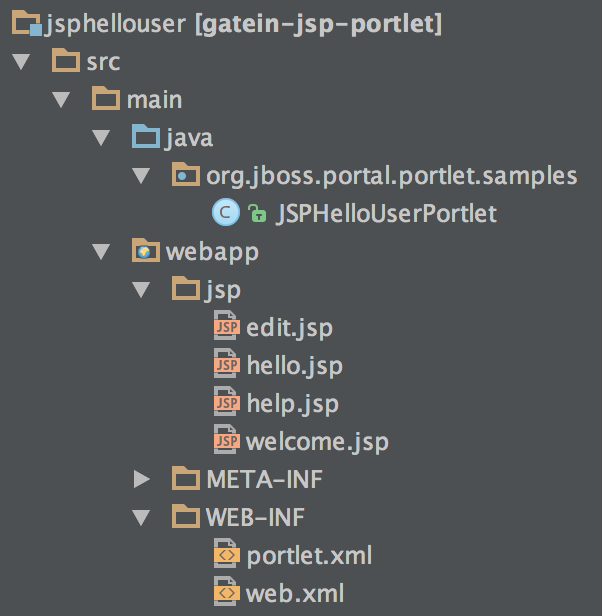 jsphellouser [gatein-jsp-portlet]
src
main
java
org.jboss.portal.portlet.samples
C JSPHelloUserPortlet
webapp
jsp
JSP edit.jsp
JSP hello.jsp
JSP help.jsp
JSP welcome.jsp
META-INF
WEB-INF
<> portlet.xml
<> web.xml